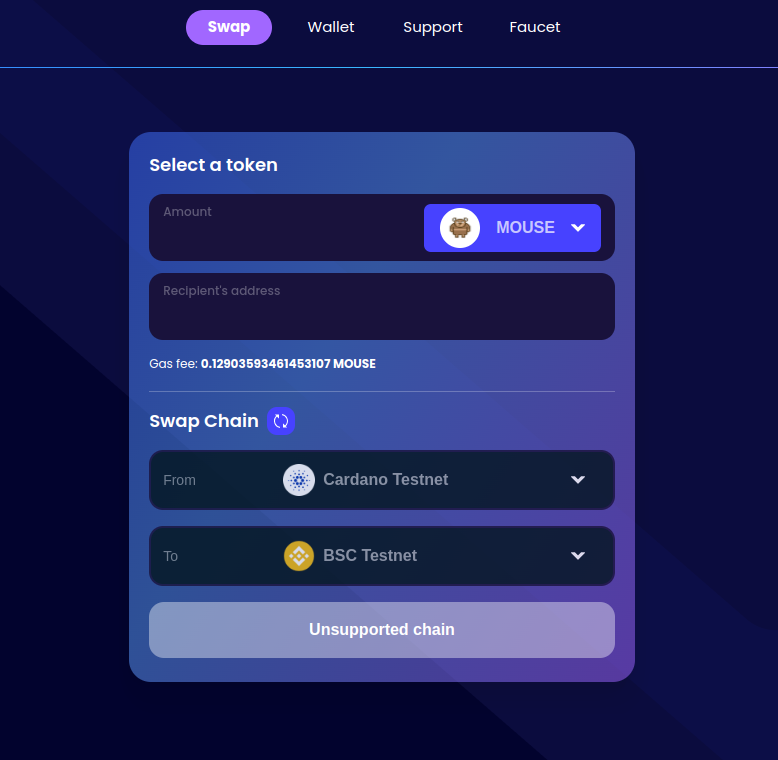 Swap Wallet Support Faucet
Select a token
Amount
MOUSE
Recipient's address
Gas fee: 0.12903593461453107 MOUSE
Swap Chain
From Cardano Testnet
To BSC Testnet
Unsupported chain